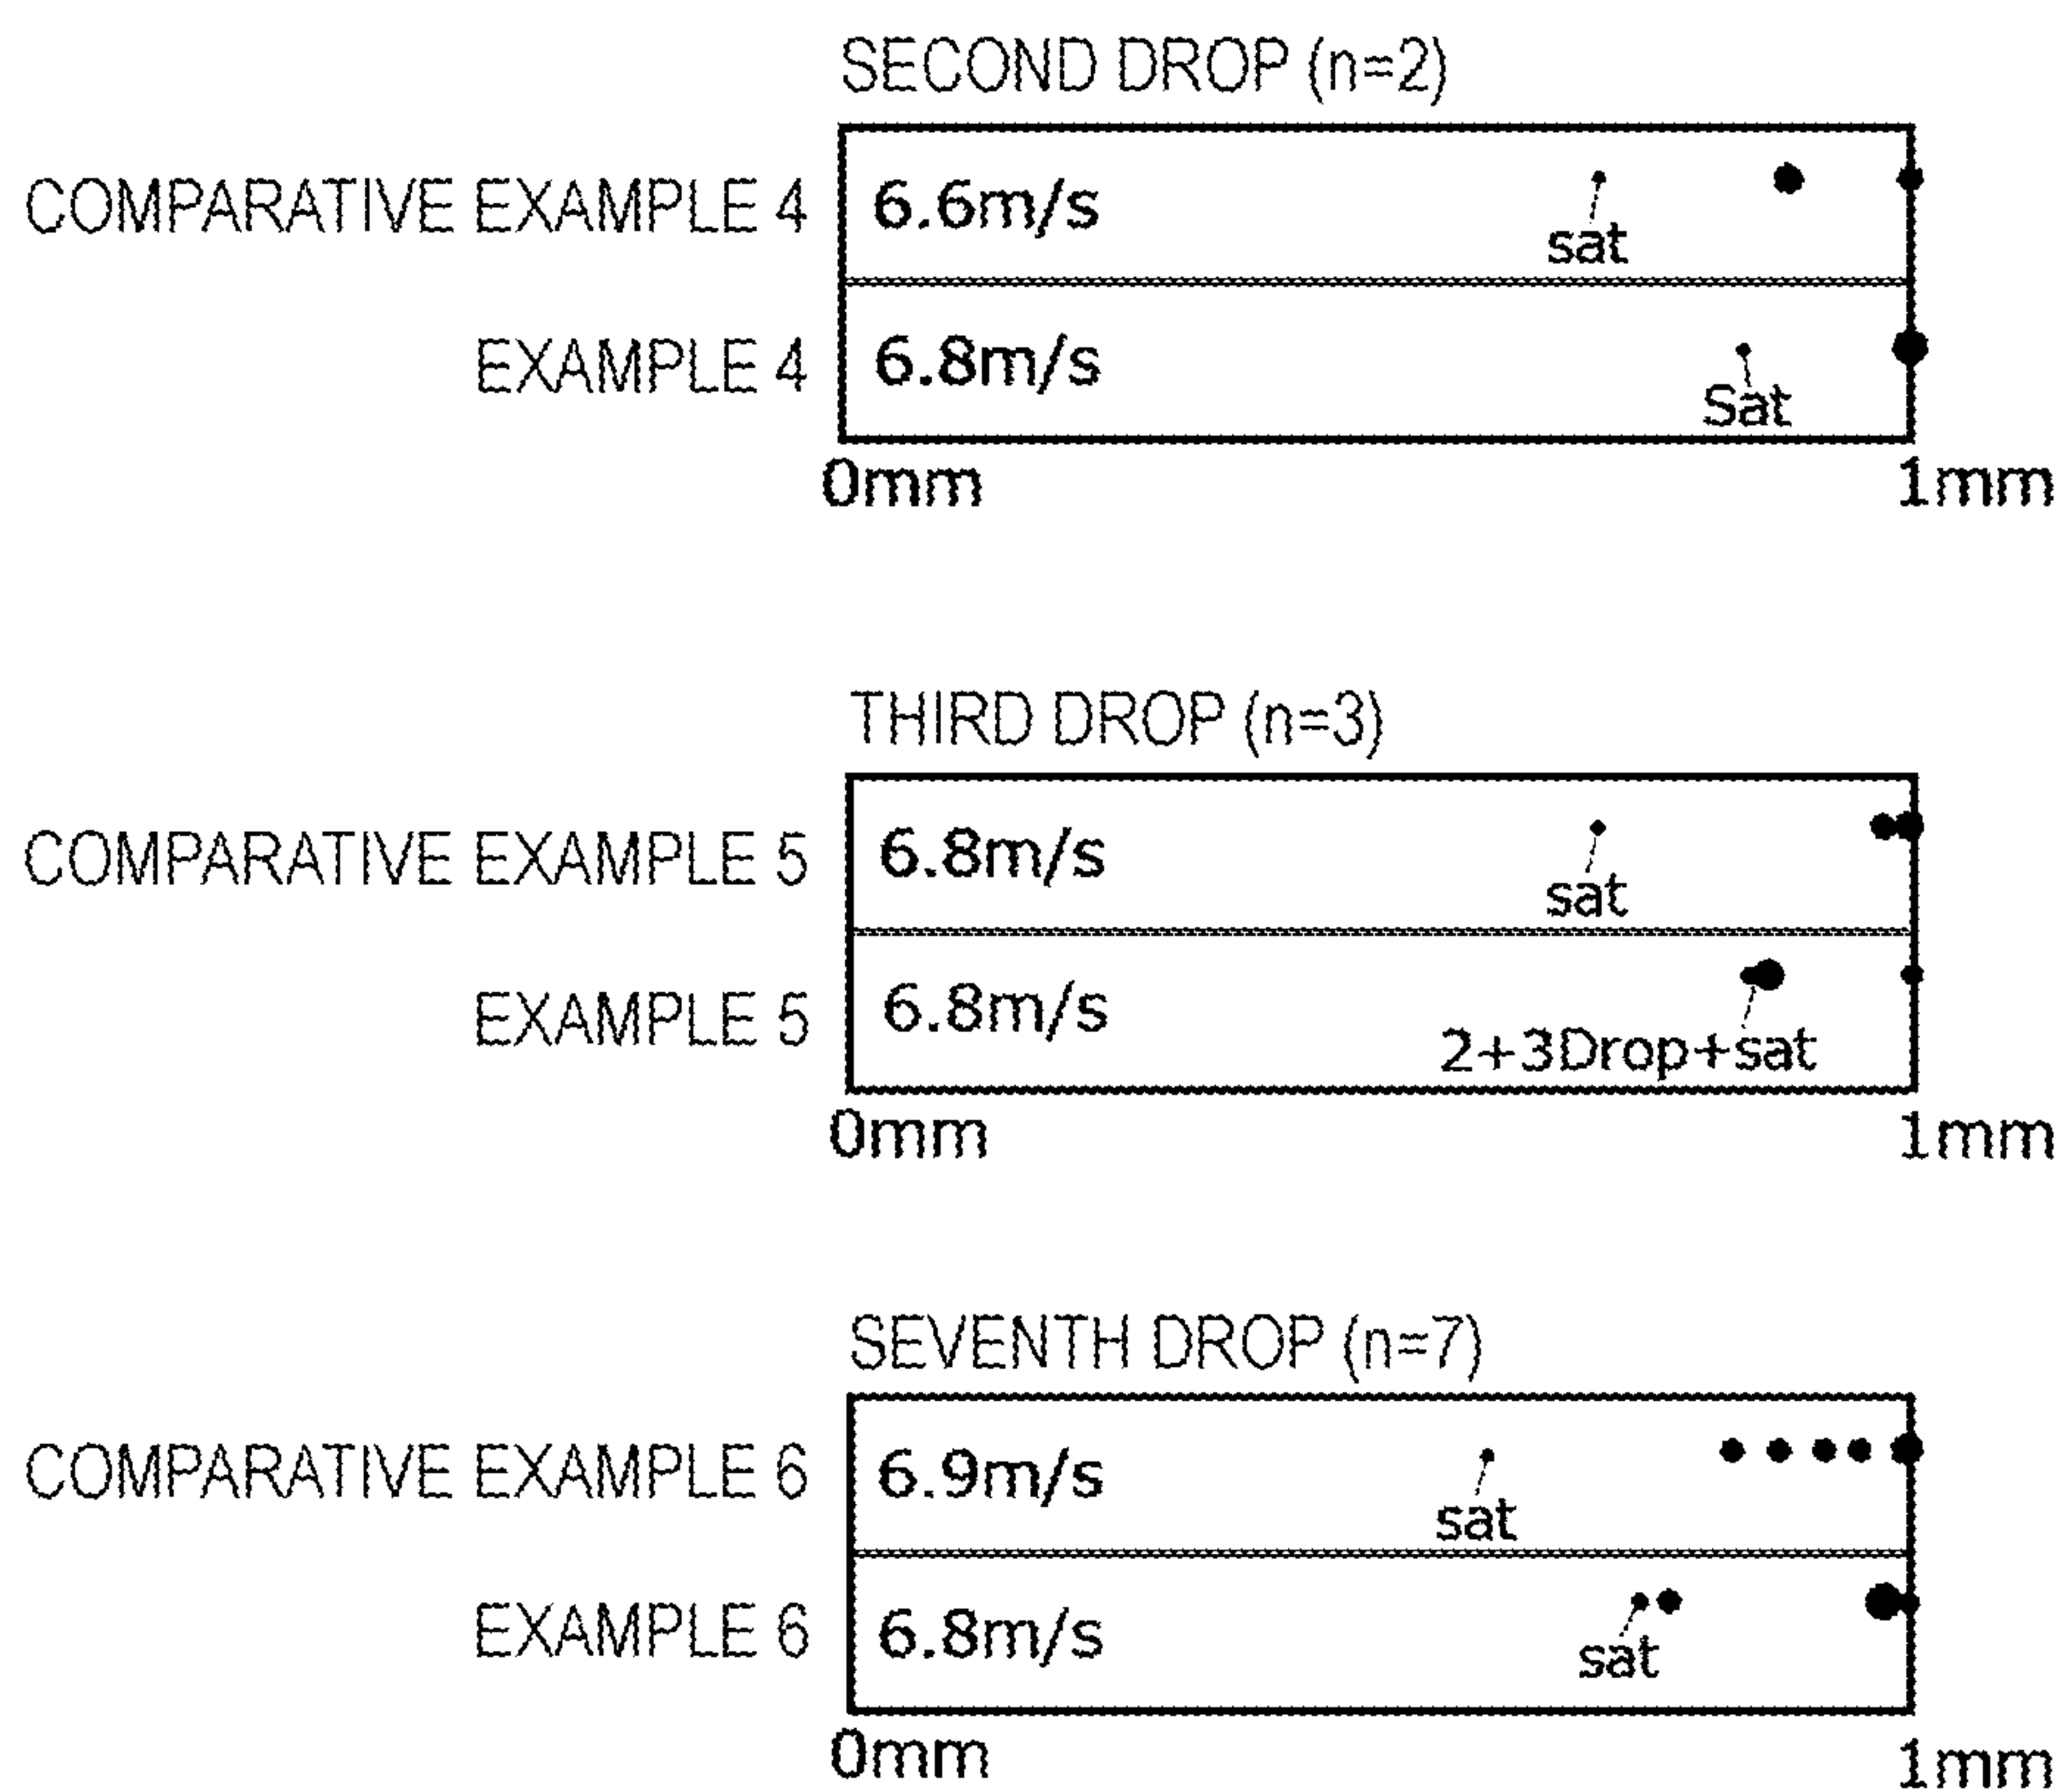 SECOND DROP (n=2)
COMPARATIVE EXAMPLE 4
6.6m/s
sat
EXAMPLE 4
6.8m/s
Sat
0mm
1mm
THIRD DROP (n=3)
COMPARATIVE EXAMPLE 5
6.8m/s
sat
EXAMPLE 5
6.8m/s
2+3Drop+sat
0mm
1mm
SEVENTH DROP (n=7)
COMPARATIVE EXAMPLE 6
6.9m/s
sat
EXAMPLE 6
6.8m/s
sat
0mm
1mm